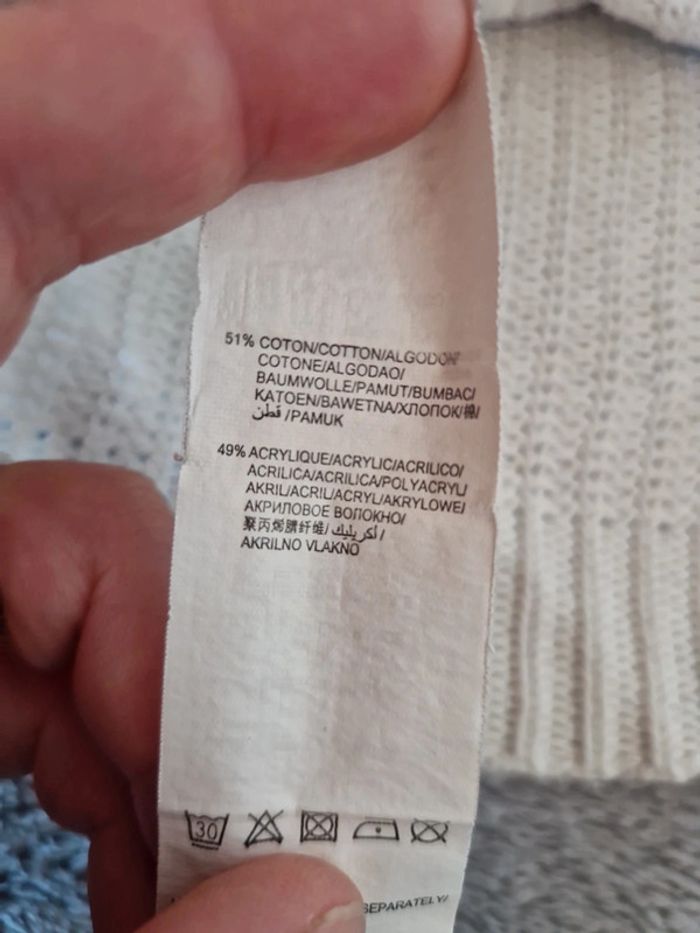 51% COTON/COTTON/ALGODON
COTONE/ALGODAO/
BAUMWOLLE/PAMUT/BUMBAC/
KATOEN/BAWEŁNA/ХЛОПОК/棉/
قطن /PAMUK
49% ACRYLIQUE/ACRYLIC/ACRILICO/
ACRILICA/ACRILICA/POLYACRYL/
AKRIL/ACRIL/ACRYL/AKRYLOWE/
АКРИЛОВОЕ ВОЛОКНО/
聚丙烯腈纤维/ أكريليك /
AKRILNO VLAKNO
30
SEPARATELY/